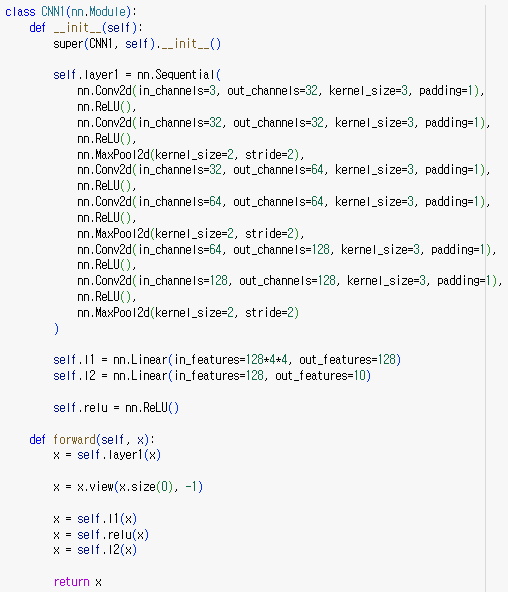 class CNN1(nn.Module):
    def __init__(self):
        super(CNN1, self).__init__()

        self.layer1 = nn.Sequential(
            nn.Conv2d(in_channels=3, out_channels=32, kernel_size=3, padding=1),
            nn.ReLU(),
            nn.Conv2d(in_channels=32, out_channels=32, kernel_size=3, padding=1),
            nn.ReLU(),
            nn.MaxPool2d(kernel_size=2, stride=2),
            nn.Conv2d(in_channels=32, out_channels=64, kernel_size=3, padding=1),
            nn.ReLU(),
            nn.Conv2d(in_channels=64, out_channels=64, kernel_size=3, padding=1),
            nn.ReLU(),
            nn.MaxPool2d(kernel_size=2, stride=2),
            nn.Conv2d(in_channels=64, out_channels=128, kernel_size=3, padding=1),
            nn.ReLU(),
            nn.Conv2d(in_channels=128, out_channels=128, kernel_size=3, padding=1),
            nn.ReLU(),
            nn.MaxPool2d(kernel_size=2, stride=2)
        )

        self.l1 = nn.Linear(in_features=128*4*4, out_features=128)
        self.l2 = nn.Linear(in_features=128, out_features=10)

        self.relu = nn.ReLU()

    def forward(self, x):
        x = self.layer1(x)

        x = x.view(x.size(0), -1)

        x = self.l1(x)
        x = self.relu(x)
        x = self.l2(x)

        return x